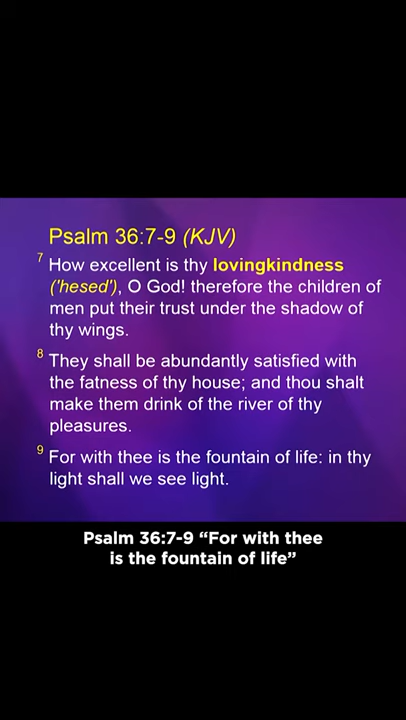 Psalm 36:7-9 (KJV)
7 How excellent is thy lovingkindness
('hesed'), O God! therefore the children of
men put their trust under the shadow of
thy wings.
8 They shall be abundantly satisfied with
the fatness of thy house; and thou shalt
make them drink of the river of thy
pleasures.
9 For with thee is the fountain of life: in thy
light shall we see light.
Psalm 36:7-9 “For with thee
is the fountain of life”